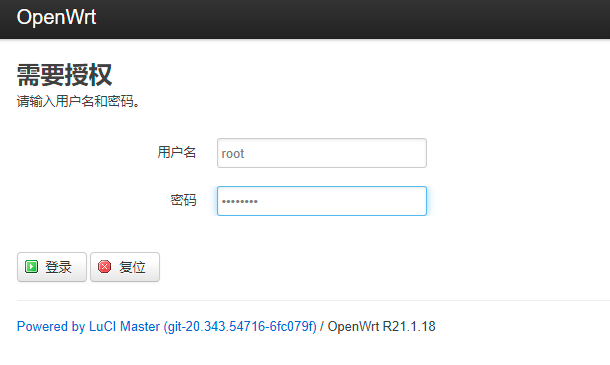 OpenWrt
需要授权
请输入用户名和密码。
用户名 root
密码 ••••••••
登录 复位
Powered by LuCI Master (git-20.343.54716-6fc079f) / OpenWrt R21.1.18